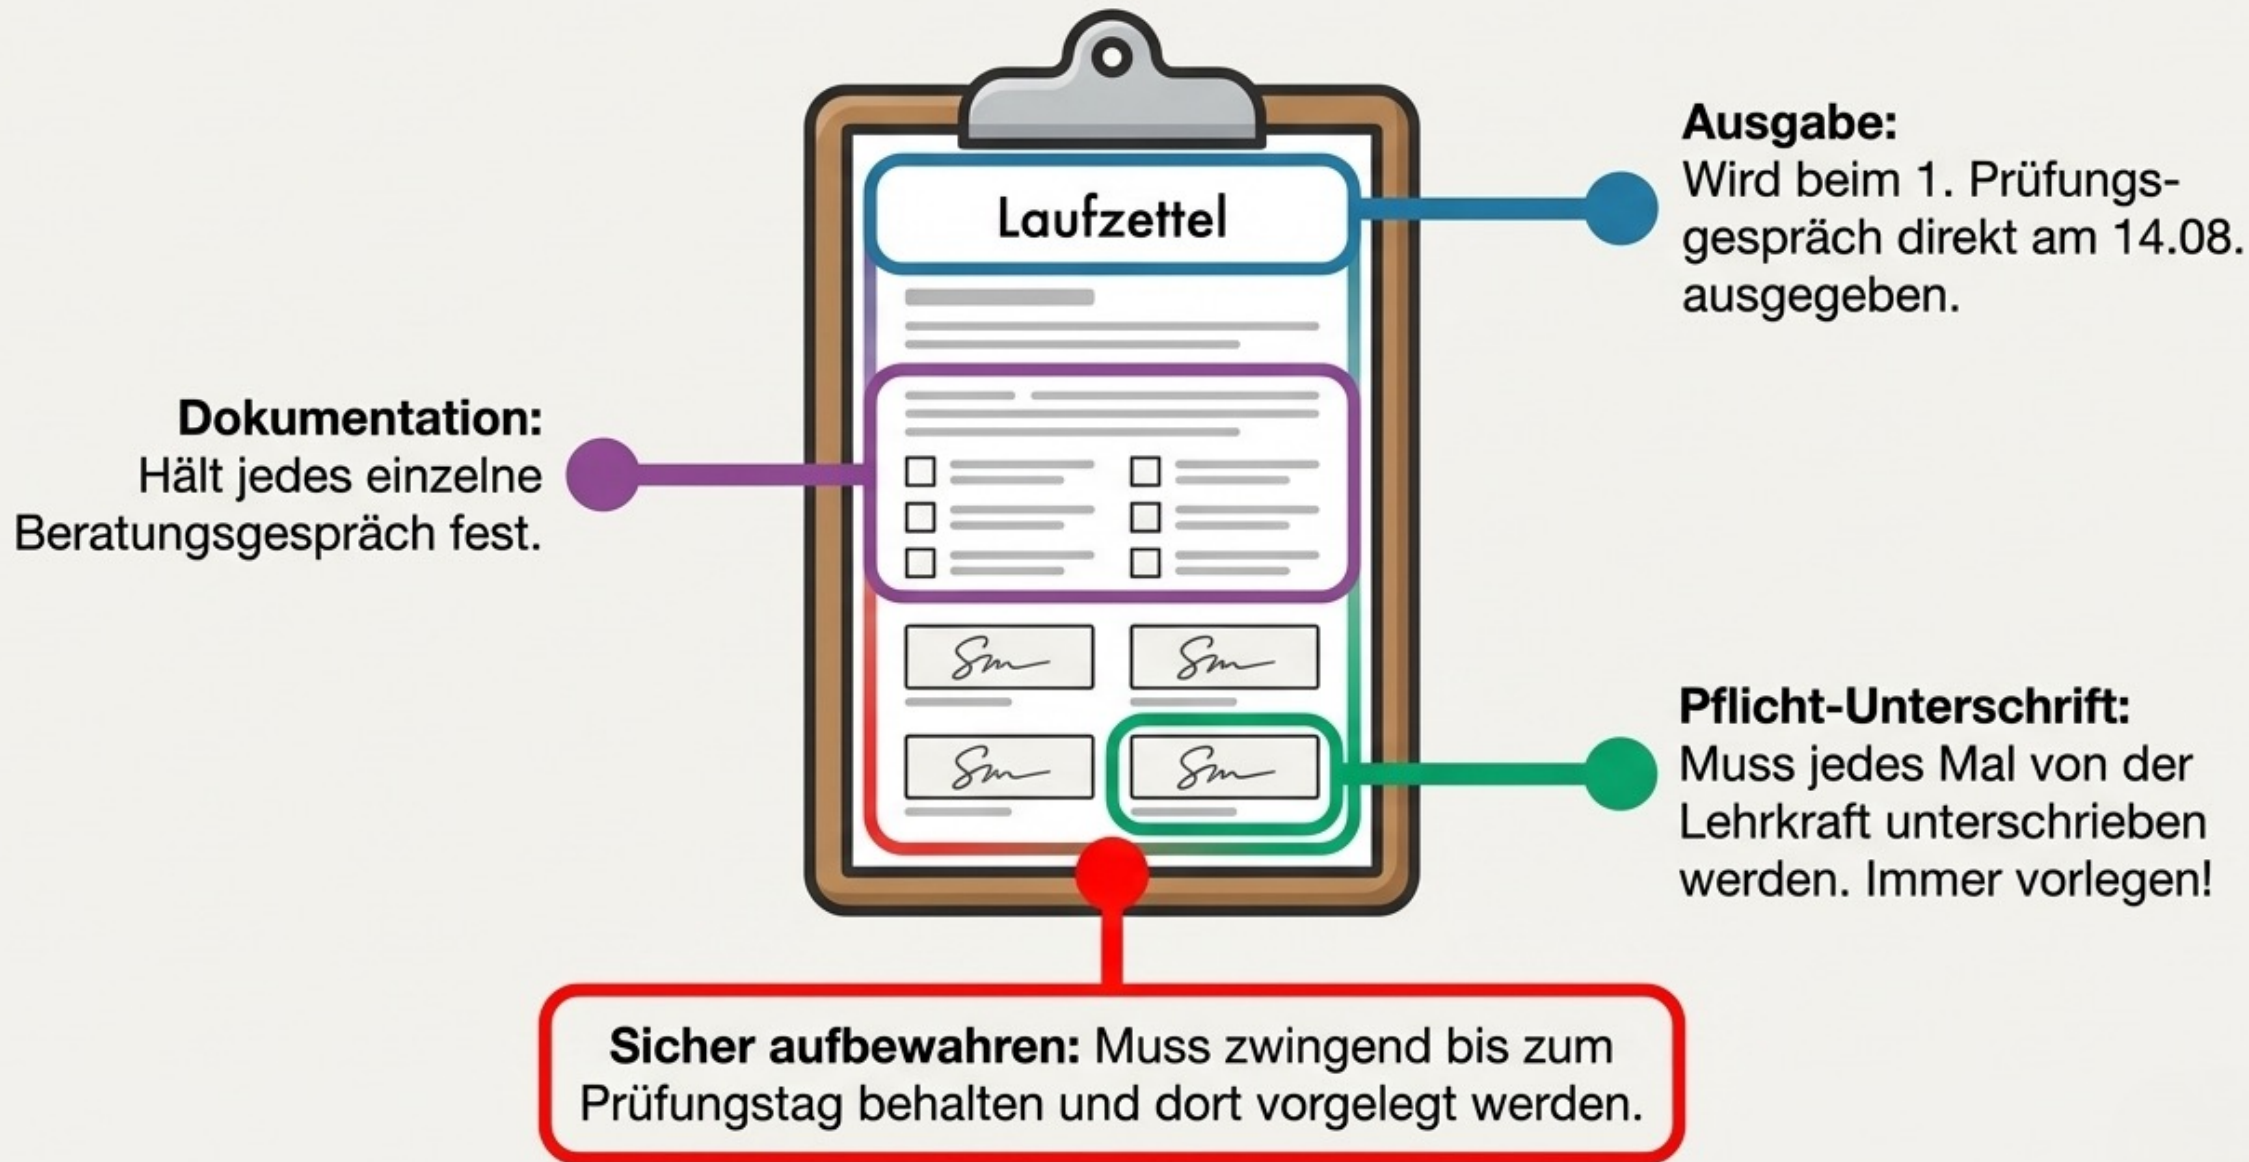 Laufzettel
Ausgabe:
Wird beim 1. Prüfungs-
gespräch direkt am 14.08.
ausgegeben.
Dokumentation:
Hält jedes einzelne
Beratungsgespräch fest.
Pflicht-Unterschrift:
Muss jedes Mal von der
Lehrkraft unterschrieben
werden. Immer vorlegen!
Sicher aufbewahren: Muss zwingend bis zum
Prüfungstag behalten und dort vorgelegt werden.